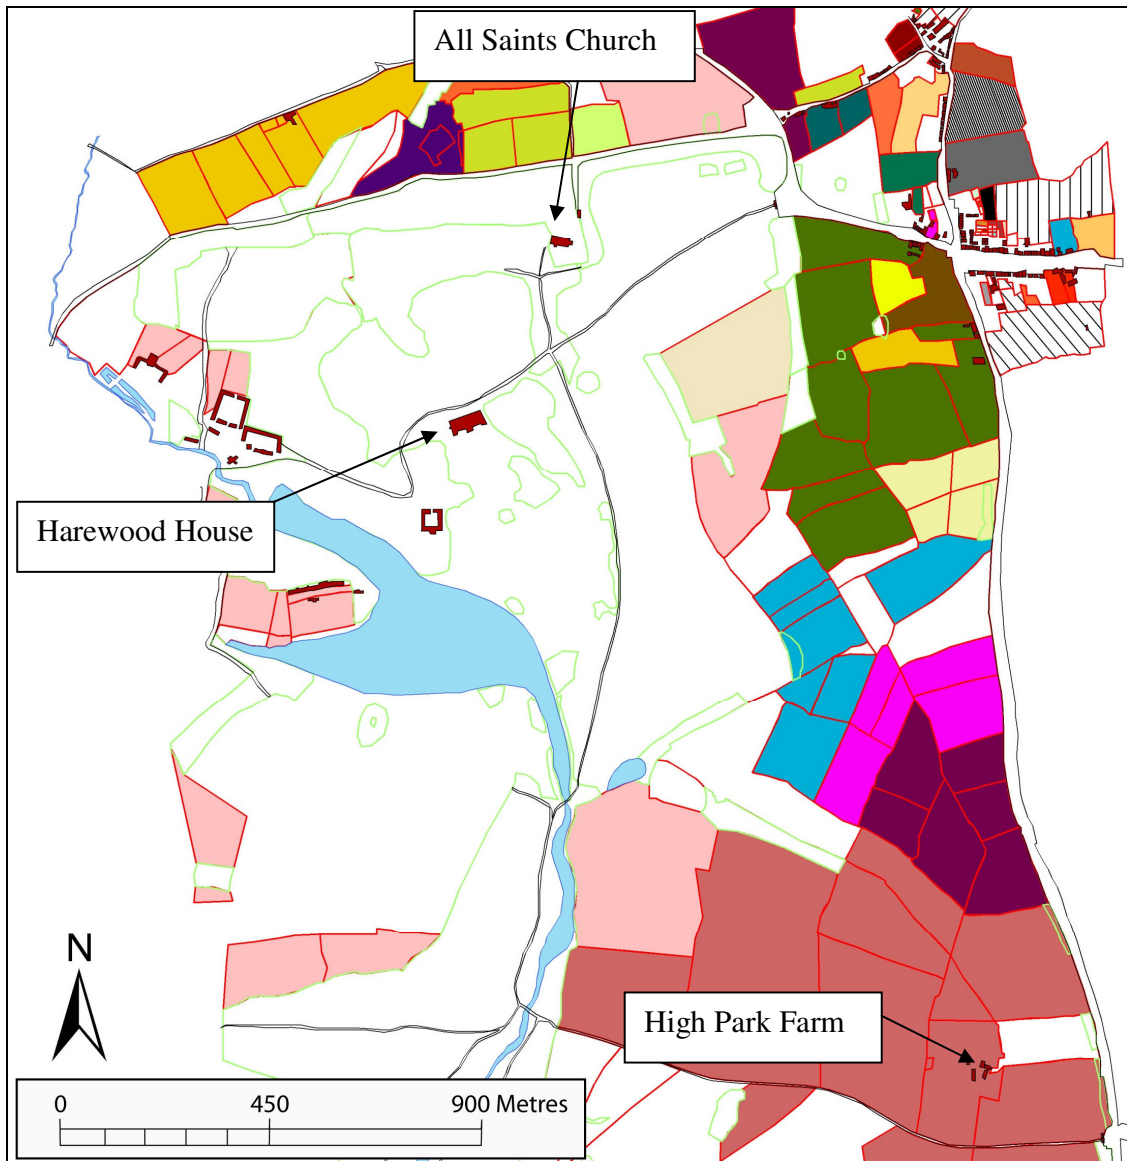 All Saints Church
Harewood House
High Park Farm
N
0 450 900 Metres